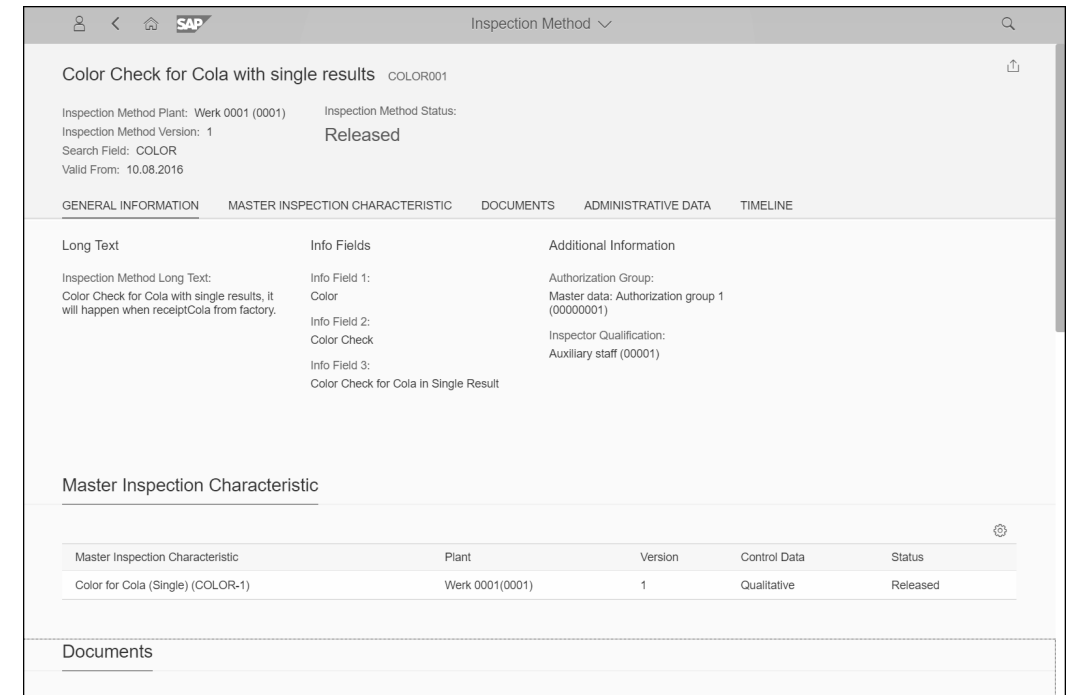 SAP
Inspection Method
Color Check for Cola with single results COLOR001
Inspection Method Plant: Werk 0001 (0001)
Inspection Method Status:
Inspection Method Version: 1
Released
Search Field: COLOR
Valid From: 10.08.2016
GENERAL INFORMATION MASTER INSPECTION CHARACTERISTIC DOCUMENTS ADMINISTRATIVE DATA TIMELINE
Long Text
Inspection Method Long Text:
Color Check for Cola with single results, it
will happen when receiptCola from factory.
Info Fields
Info Field 1:
Color
Info Field 2:
Color Check
Info Field 3:
Color Check for Cola in Single Result
Additional Information
Authorization Group:
Master data: Authorization group 1
(00000001)
Inspector Qualification:
Auxiliary staff (00001)
Master Inspection Characteristic
Master Inspection Characteristic Plant Version Control Data Status
Color for Cola (Single) (COLOR-1) Werk 0001(0001) 1 Qualitative Released
Documents